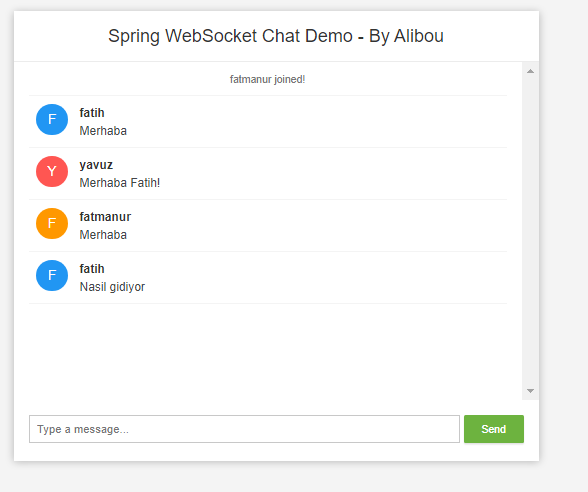 Spring WebSocket Chat Demo - By Alibou
fatmanur joined!
F
fatih
Merhaba
Y
yavuz
Merhaba Fatih!
F
fatmanur
Merhaba
F
fatih
Nasil gidiyor
Type a message...
Send